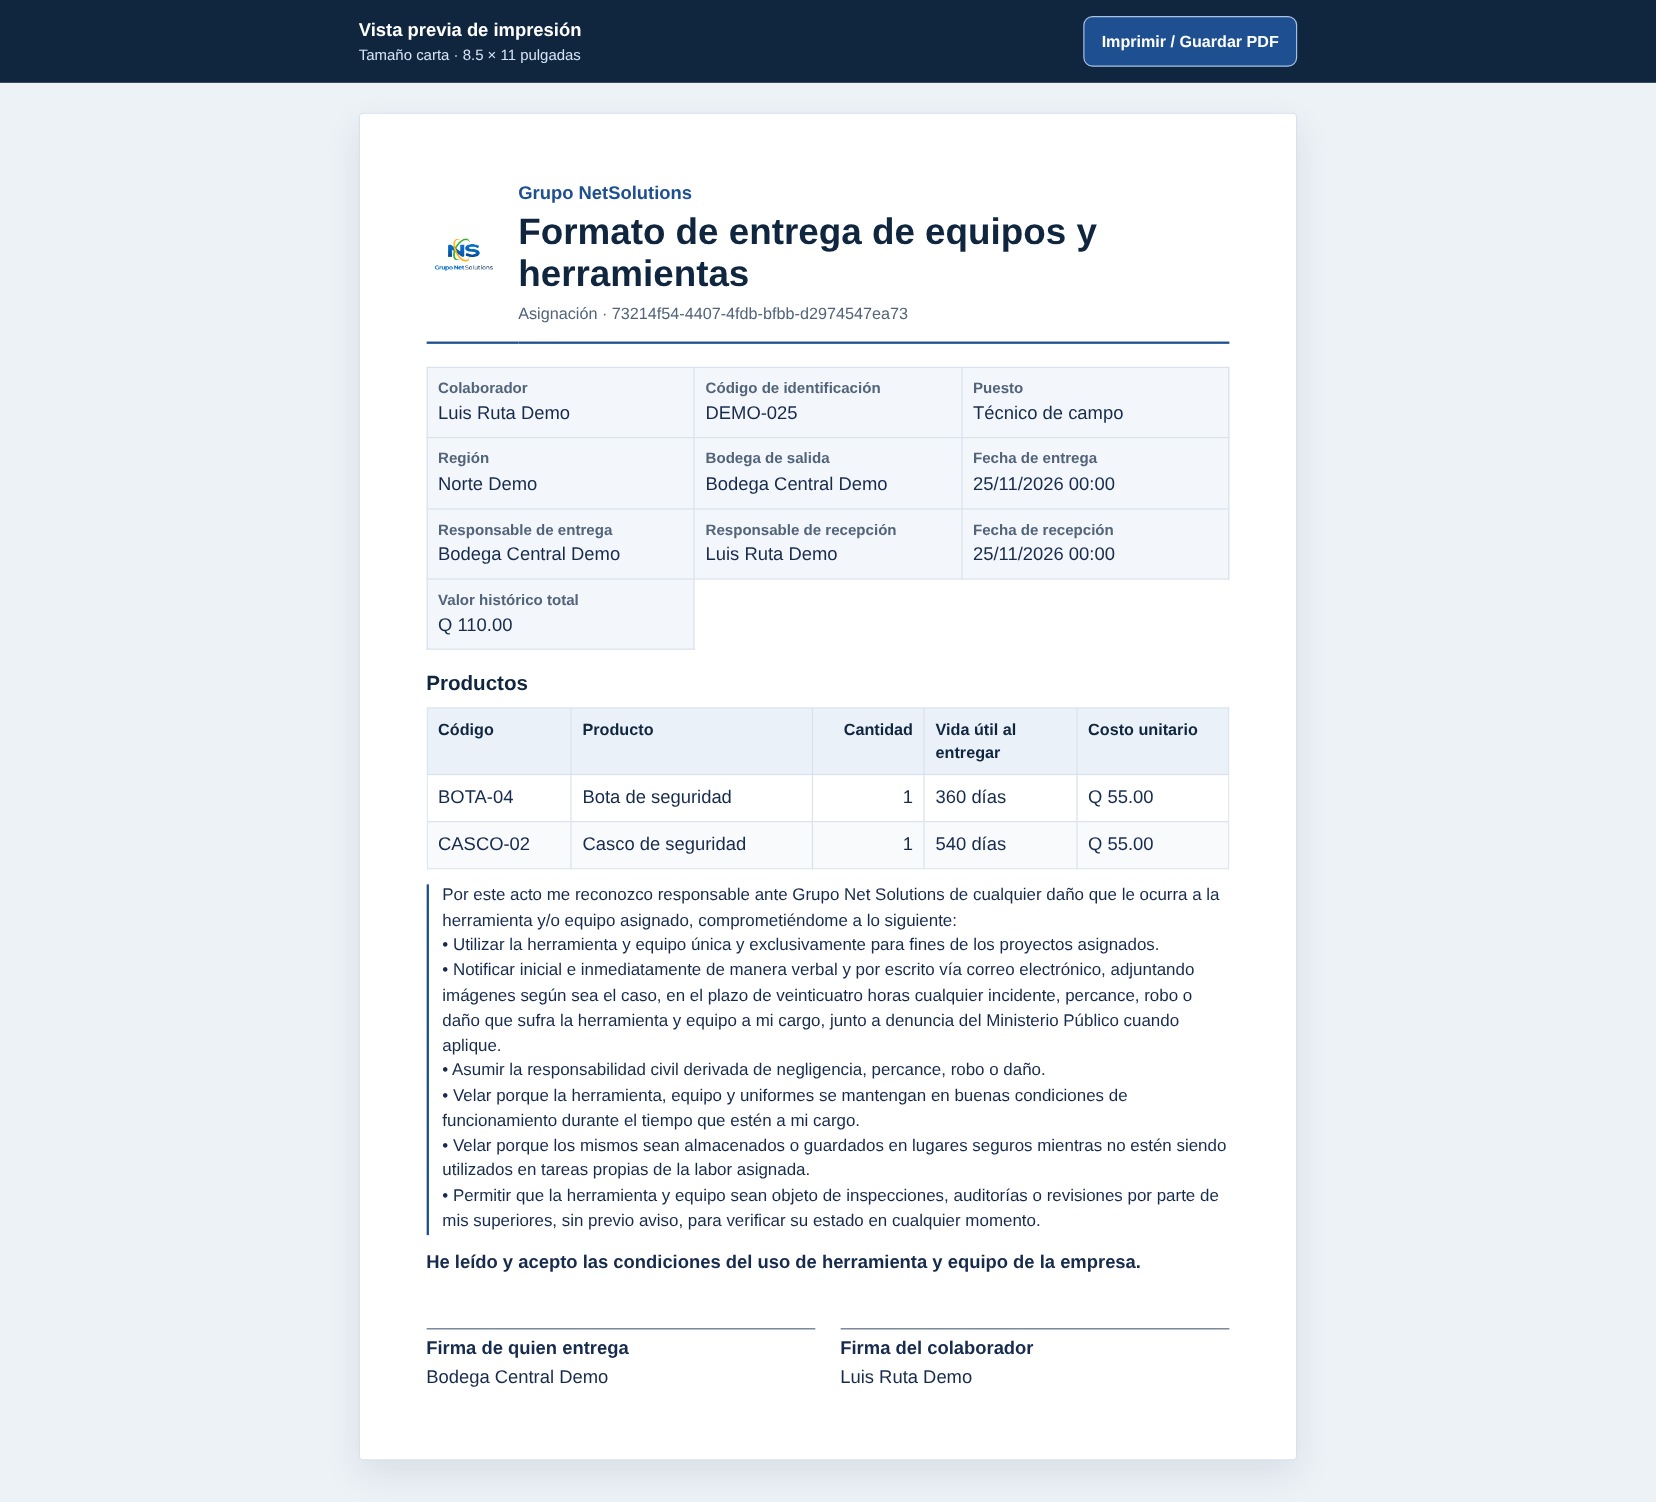 Vista previa de impresión
Tamaño carta · 8.5 × 11 pulgadas
Imprimir / Guardar PDF
NS
Grupo NetSolutions
Grupo NetSolutions
Formato de entrega de equipos y
herramientas
Asignación · 73214f54-4407-4fdb-bfbb-d2974547ea73
Colaborador
Luis Ruta Demo
Código de identificación
DEMO-025
Puesto
Técnico de campo
Región
Norte Demo
Bodega de salida
Bodega Central Demo
Fecha de entrega
25/11/2026 00:00
Responsable de entrega
Bodega Central Demo
Responsable de recepción
Luis Ruta Demo
Fecha de recepción
25/11/2026 00:00
Valor histórico total
Q 110.00
Productos
Código Producto Cantidad Vida útil al entregar Costo unitario
BOTA-04 Bota de seguridad 1 360 días Q 55.00
CASCO-02 Casco de seguridad 1 540 días Q 55.00
Por este acto me reconozco responsable ante Grupo Net Solutions de cualquier daño que le ocurra a la
herramienta y/o equipo asignado, comprometiéndome a lo siguiente:
• Utilizar la herramienta y equipo única y exclusivamente para fines de los proyectos asignados.
• Notificar inicial e inmediatamente de manera verbal y por escrito vía correo electrónico, adjuntando
imágenes según sea el caso, en el plazo de veinticuatro horas cualquier incidente, percance, robo o
daño que sufra la herramienta y equipo a mi cargo, junto a denuncia del Ministerio Público cuando
aplique.
• Asumir la responsabilidad civil derivada de negligencia, percance, robo o daño.
• Velar porque la herramienta, equipo y uniformes se mantengan en buenas condiciones de
funcionamiento durante el tiempo que estén a mi cargo.
• Velar porque los mismos sean almacenados o guardados en lugares seguros mientras no estén siendo
utilizados en tareas propias de la labor asignada.
• Permitir que la herramienta y equipo sean objeto de inspecciones, auditorías o revisiones por parte de
mis superiores, sin previo aviso, para verificar su estado en cualquier momento.
He leído y acepto las condiciones del uso de herramienta y equipo de la empresa.
Firma de quien entrega
Bodega Central Demo
Firma del colaborador
Luis Ruta Demo